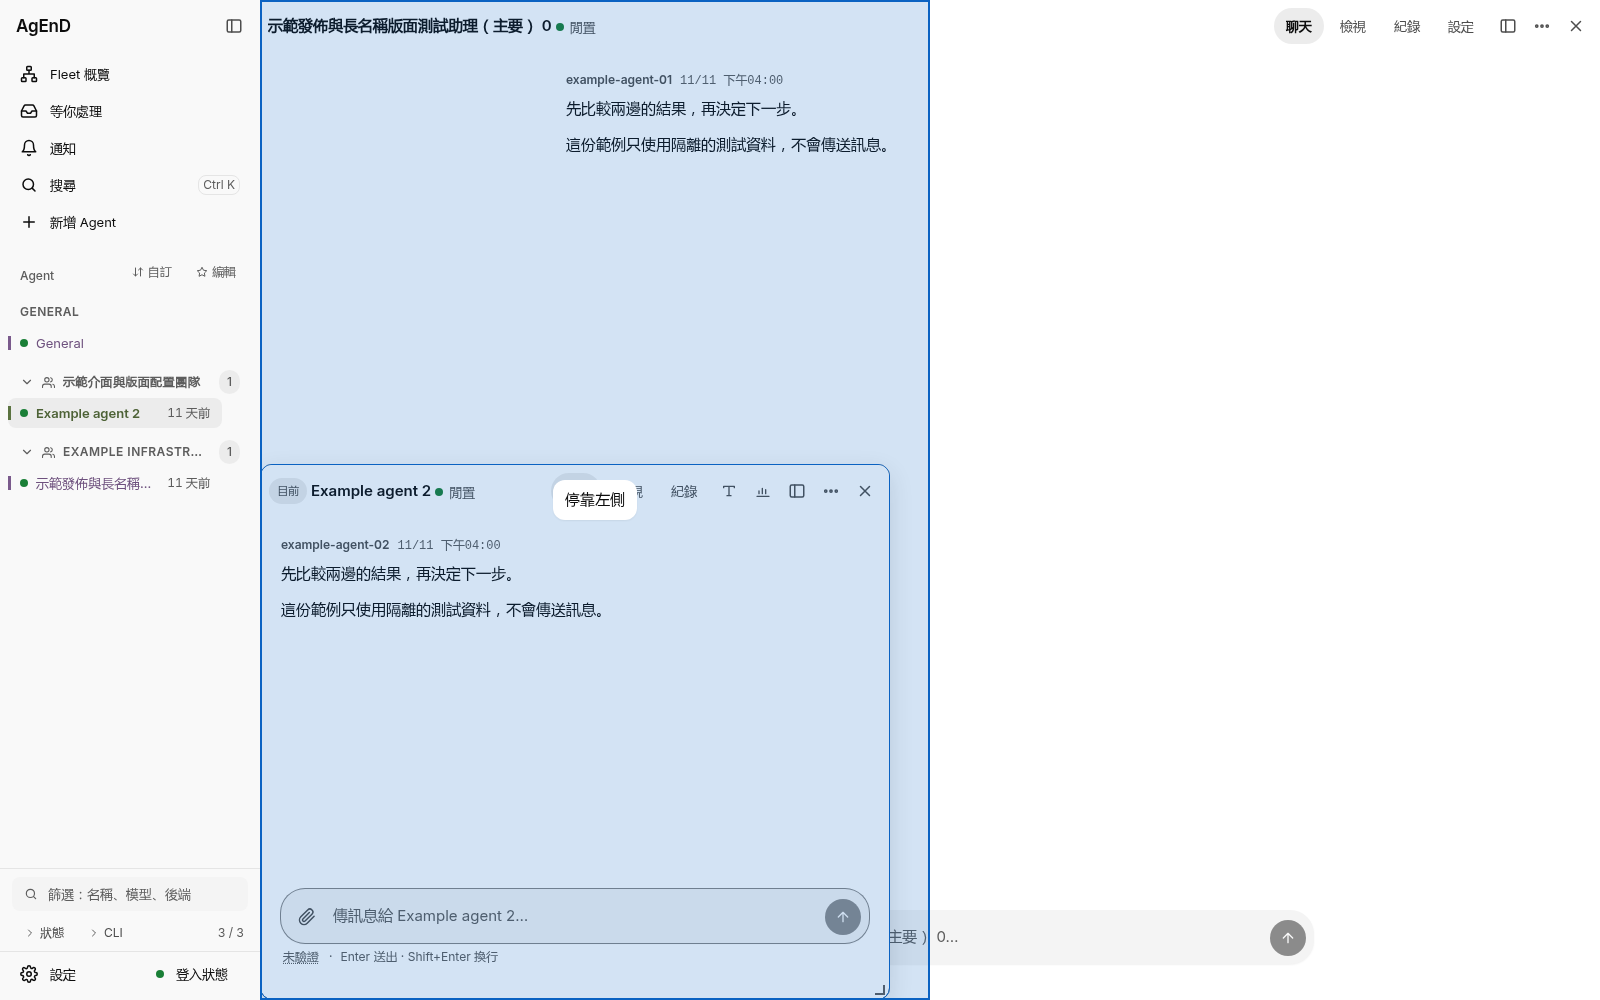 AgEnD
Fleet 概覽
等你處理
通知
搜尋 Ctrl K
新增 Agent
Agent 自訂 編輯
GENERAL
General
示範介面與版面配置團隊 1
Example agent 2 11 天前
EXAMPLE INFRASTR... 1
示範發佈與長名稱... 11 天前
篩選：名稱、模型、後端
狀態 CLI 3 / 3
設定 登入狀態
示範發佈與長名稱版面測試助理（主要）0 閒置
聊天 檢視 紀錄 設定
example-agent-01 11/11 下午04:00
先比較兩邊的結果，再決定下一步。
這份範例只使用隔離的測試資料，不會傳送訊息。
目前 Example agent 2 閒置
停靠左側
紀錄
example-agent-02 11/11 下午04:00
先比較兩邊的結果，再決定下一步。
這份範例只使用隔離的測試資料，不會傳送訊息。
傳訊息給 Example agent 2...
主要）0...
未驗證 · Enter 送出 · Shift+Enter 換行